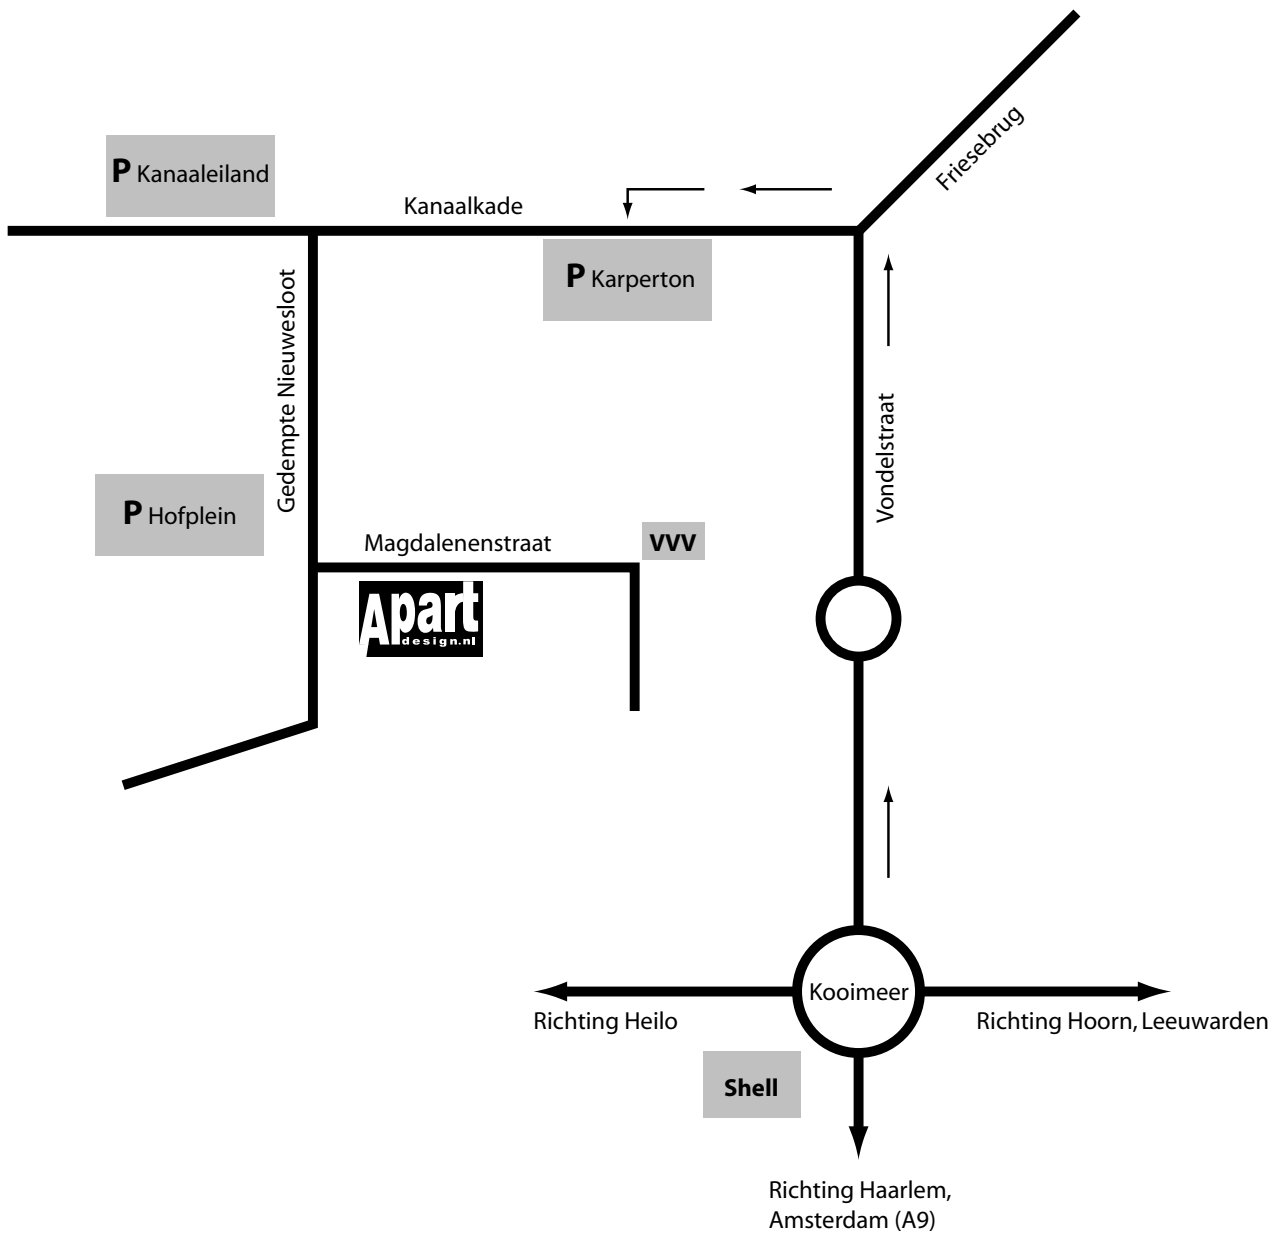 Friesebrug
P Kanaaleiland
Kanaalkade
P Karperton
Gedempte Nieuwesloot
Vondelstraat
P Hofplein
Magdalenenstraat
VVV
Apart
design.nl
Kooimeer
Richting Heilo
Richting Hoorn, Leeuwarden
Shell
Richting Haarlem,
Amsterdam (A9)